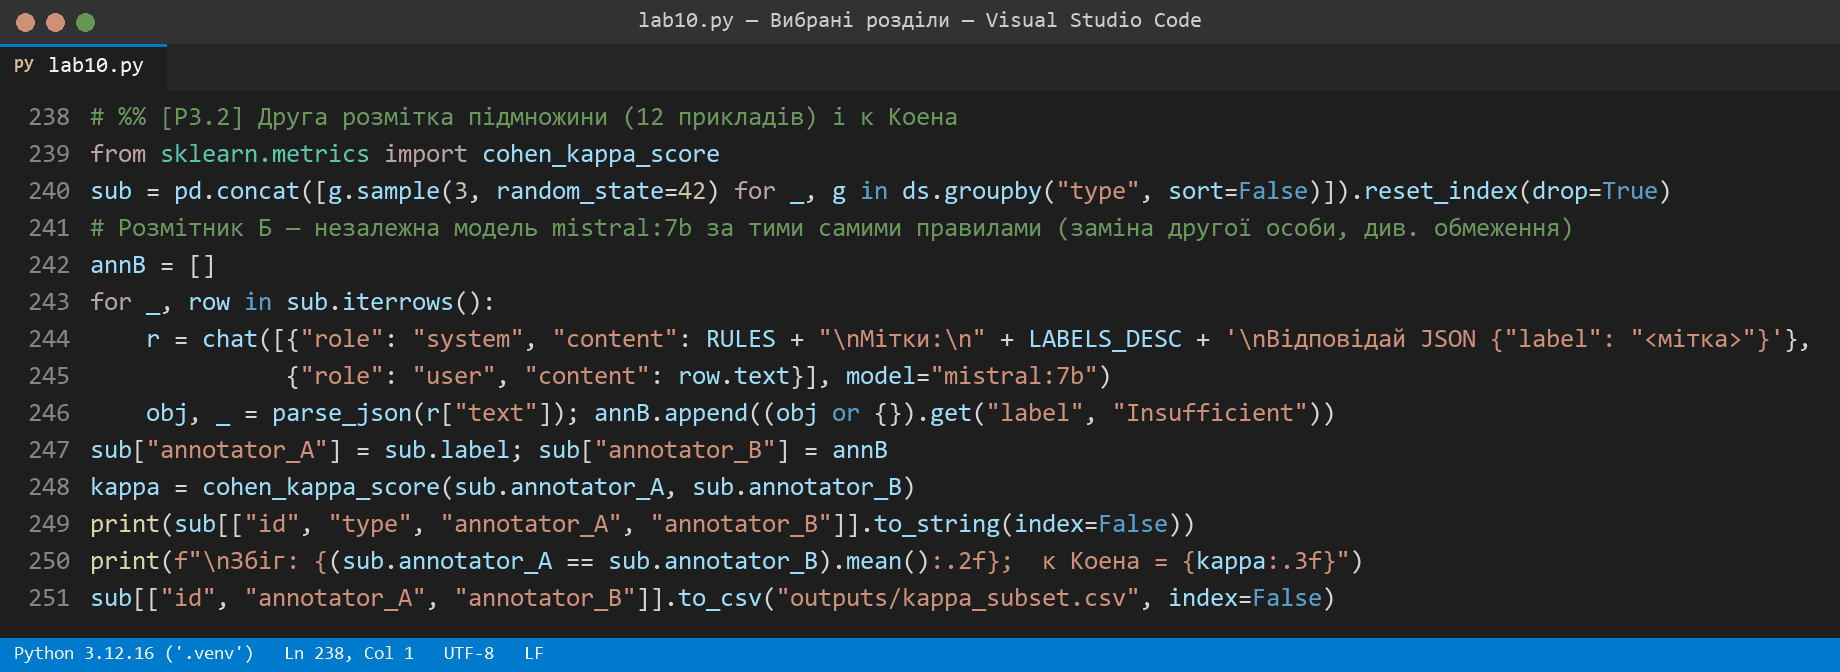 lab10.py — Вибрані розділи — Visual Studio Code
PY lab10.py
238 # %% [P3.2] Друга розмітка підмножини (12 прикладів) і κ Коена
239 from sklearn.metrics import cohen_kappa_score
240 sub = pd.concat([g.sample(3, random_state=42) for _, g in ds.groupby("type", sort=False)]).reset_index(drop=True)
241 # Розмітник Б — незалежна модель mistral:7b за тими самими правилами (заміна другої особи, див. обмеження)
242 annB = []
243 for _, row in sub.iterrows():
244     r = chat([{"role": "system", "content": RULES + "\nМітки:\n" + LABELS_DESC + '\nВідповідай JSON {"label": "<мітка>"}'},
245               {"role": "user", "content": row.text}], model="mistral:7b")
246     obj, _ = parse_json(r["text"]); annB.append((obj or {}).get("label", "Insufficient"))
247 sub["annotator_A"] = sub.label; sub["annotator_B"] = annB
248 kappa = cohen_kappa_score(sub.annotator_A, sub.annotator_B)
249 print(sub[["id", "type", "annotator_A", "annotator_B"]].to_string(index=False))
250 print(f"\nЗбіг: {(sub.annotator_A == sub.annotator_B).mean():.2f};  κ Коена = {kappa:.3f}")
251 sub[["id", "annotator_A", "annotator_B"]].to_csv("outputs/kappa_subset.csv", index=False)
Python 3.12.16 ('.venv') Ln 238, Col 1 UTF-8 LF